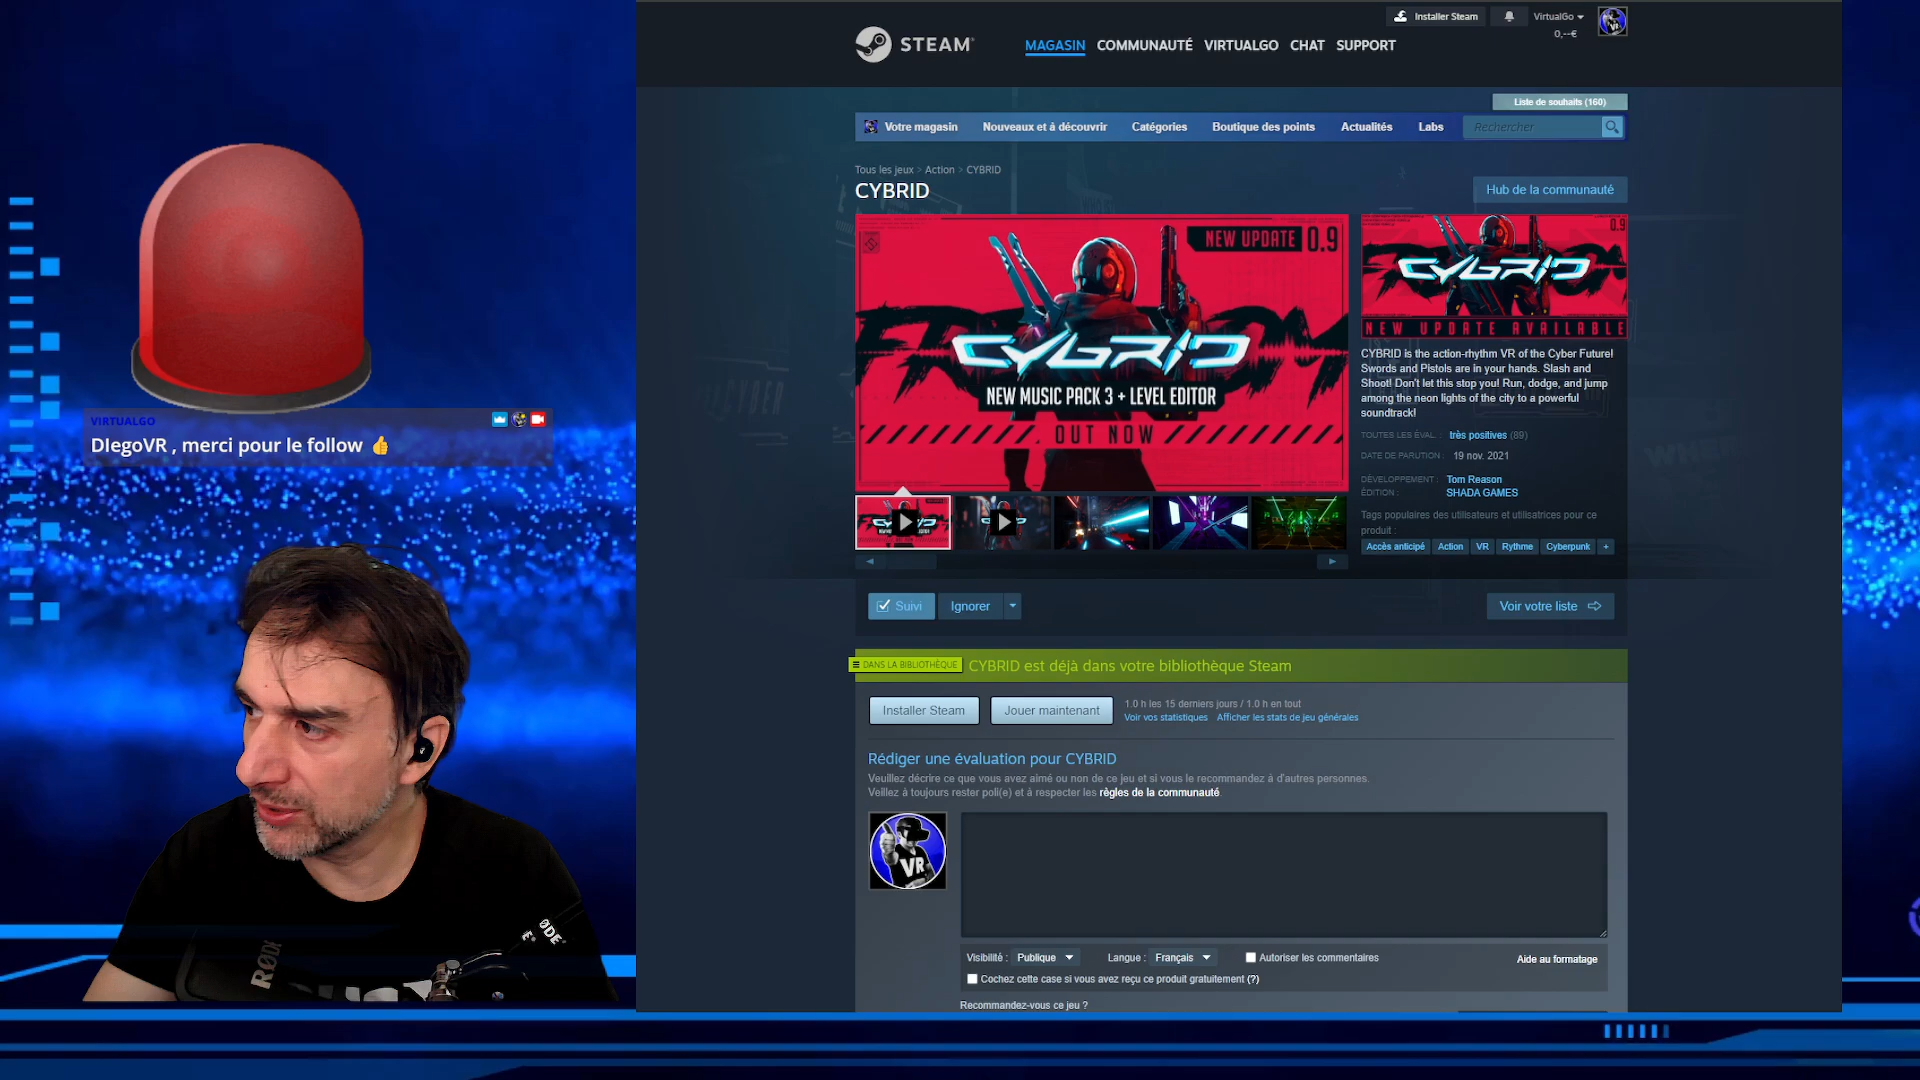 Installer Steam
VirtualGo
0,--€
STEAM
MAGASIN
COMMUNAUTÉ
VIRTUALGO
CHAT
SUPPORT
Liste de souhaits (160)
Votre magasin
Nouveaux et à découvrir
Catégories
Boutique des points
Actualités
Labs
Rechercher
Tous les jeux > Action > CYBRID
CYBRID
Hub de la communauté
NEW UPDATE 0.9
CYBRID
NEW MUSIC PACK 3 + LEVEL EDITOR
OUT NOW
0.9
CYBRID
NEW UPDATE AVAILABLE
CYBRID is the action-rhythm VR of the Cyber Future!
Swords and Pistols are in your hands. Slash and
Shoot! Don't let this stop you! Run, dodge, and jump
among the neon lights of the city to a powerful
soundtrack!
TOUTES LES ÉVAL. : très positives (89)
DATE DE PARUTION : 19 nov. 2021
DÉVELOPPEMENT : Tom Reason
ÉDITION : SHADA GAMES
Tags populaires des utilisateurs et utilisatrices pour ce
produit :
Accès anticipé
Action
VR
Rythme
Cyberpunk
+
VIRTUALGO
DIegoVR , merci pour le follow 👍
Suivi
Ignorer
Voir votre liste
DANS LA BIBLIOTHÈQUE
CYBRID est déjà dans votre bibliothèque Steam
Installer Steam
Jouer maintenant
1.0 h les 15 derniers jours / 1.0 h en tout
Voir vos statistiques Afficher les stats de jeu générales
Rédiger une évaluation pour CYBRID
Veuillez décrire ce que vous avez aimé ou non de ce jeu et si vous le recommandez à d'autres personnes.
Veillez à toujours rester poli(e) et à respecter les règles de la communauté.
VR
Visibilité : Publique
Langue : Français
Autoriser les commentaires
Aide au formatage
Cochez cette case si vous avez reçu ce produit gratuitement (?)
Recommandez-vous ce jeu ?
RØDE
RØDE